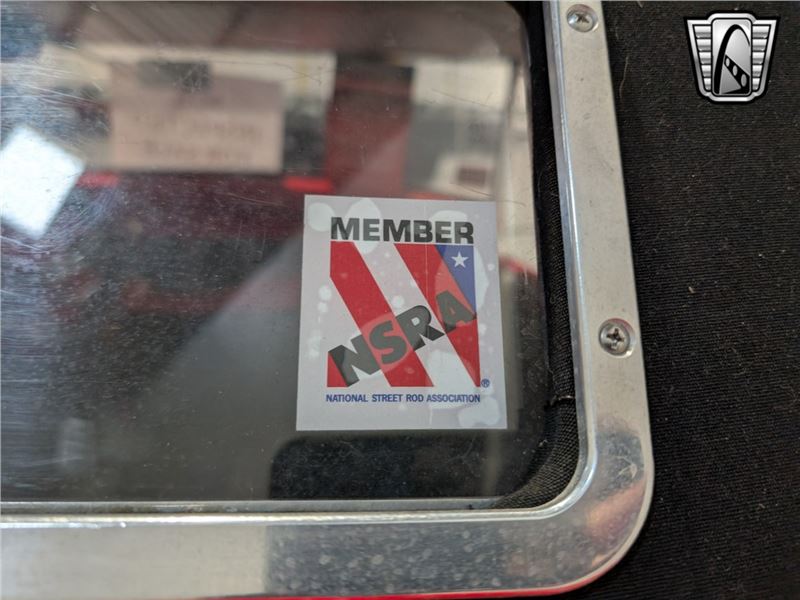 MEMBER
NSRA
®
NATIONAL STREET ROD ASSOCIATION